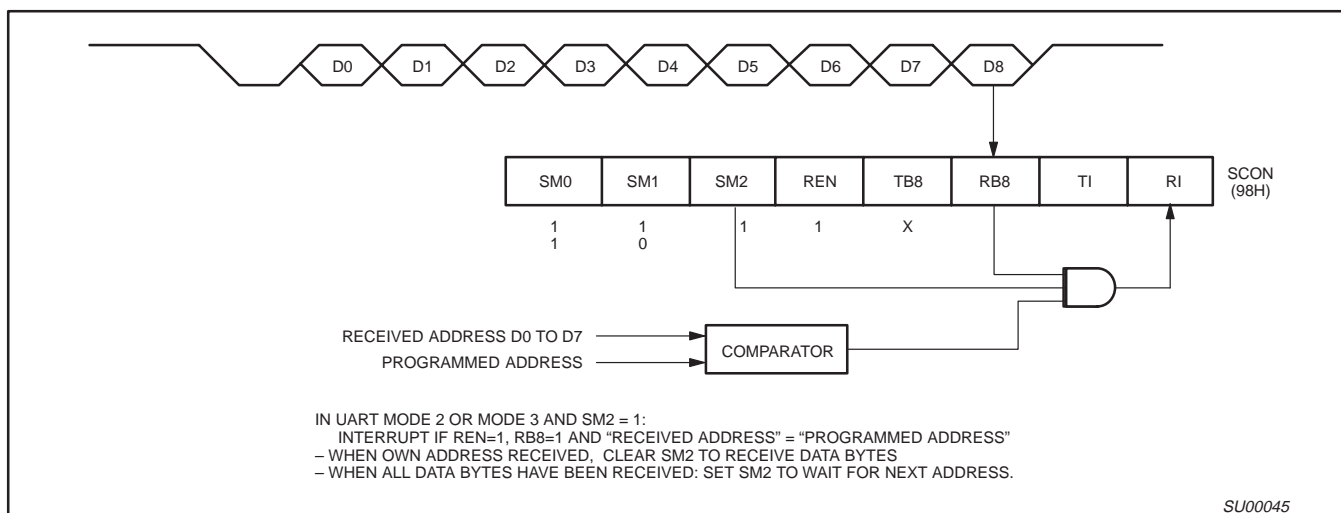 D0 D1 D2 D3 D4 D5 D6 D7 D8
SM0 SM1 SM2 REN TB8 RB8 TI RI
SCON
(98H)
1 1 1 1 X
1 0
RECEIVED ADDRESS D0 TO D7
PROGRAMMED ADDRESS
COMPARATOR
IN UART MODE 2 OR MODE 3 AND SM2 = 1:
INTERRUPT IF REN=1, RB8=1 AND “RECEIVED ADDRESS” = “PROGRAMMED ADDRESS”
– WHEN OWN ADDRESS RECEIVED, CLEAR SM2 TO RECEIVE DATA BYTES
– WHEN ALL DATA BYTES HAVE BEEN RECEIVED: SET SM2 TO WAIT FOR NEXT ADDRESS.
SU00045